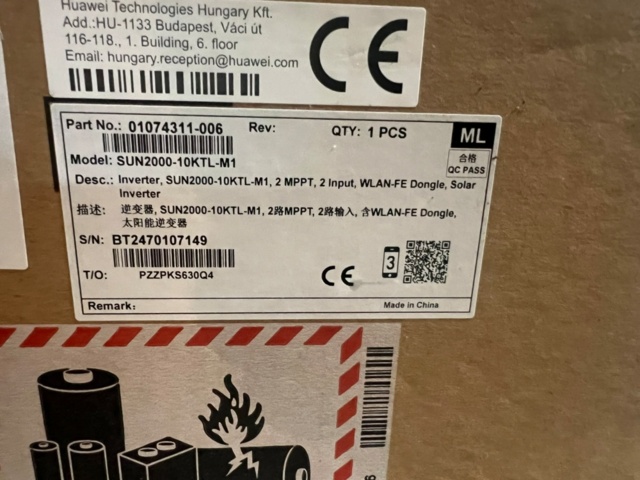 Huawei Technologies Hungary Kft.
Add.:HU-1133 Budapest, Váci út
116-118., 1. Building, 6. floor
Email: hungary.reception@huawei.com
CE
Part No.: 01074311-006 Rev: QTY: 1 PCS
ML
合格
QC PASS
Model: SUN2000-10KTL-M1
Desc.: Inverter, SUN2000-10KTL-M1, 2 MPPT, 2 Input, WLAN-FE Dongle, Solar
Inverter
描述: 逆变器, SUN2000-10KTL-M1, 2路MPPT, 2路输入, 含WLAN-FE Dongle,
太阳能逆变器
S/N: BT2470107149
T/O: PZZPKS630Q4
CE
3
Remark:
Made in China